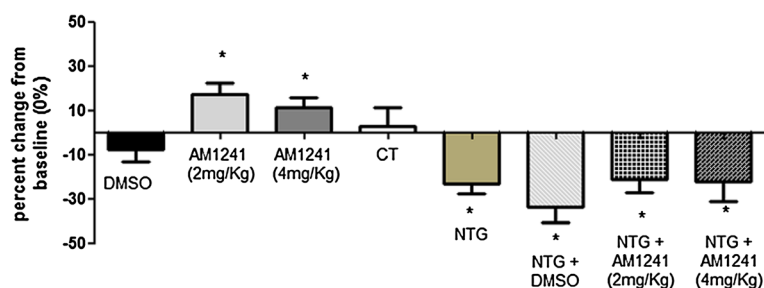 percent change from
baseline (0%)
50
30
10
-10
-30
-50
*
*
*
*
*
*
DMSO
AM1241
(2mg/Kg)
AM1241
(4mg/Kg)
CT
NTG
NTG +
DMSO
NTG +
AM1241
(2mg/Kg)
NTG +
AM1241
(4mg/Kg)